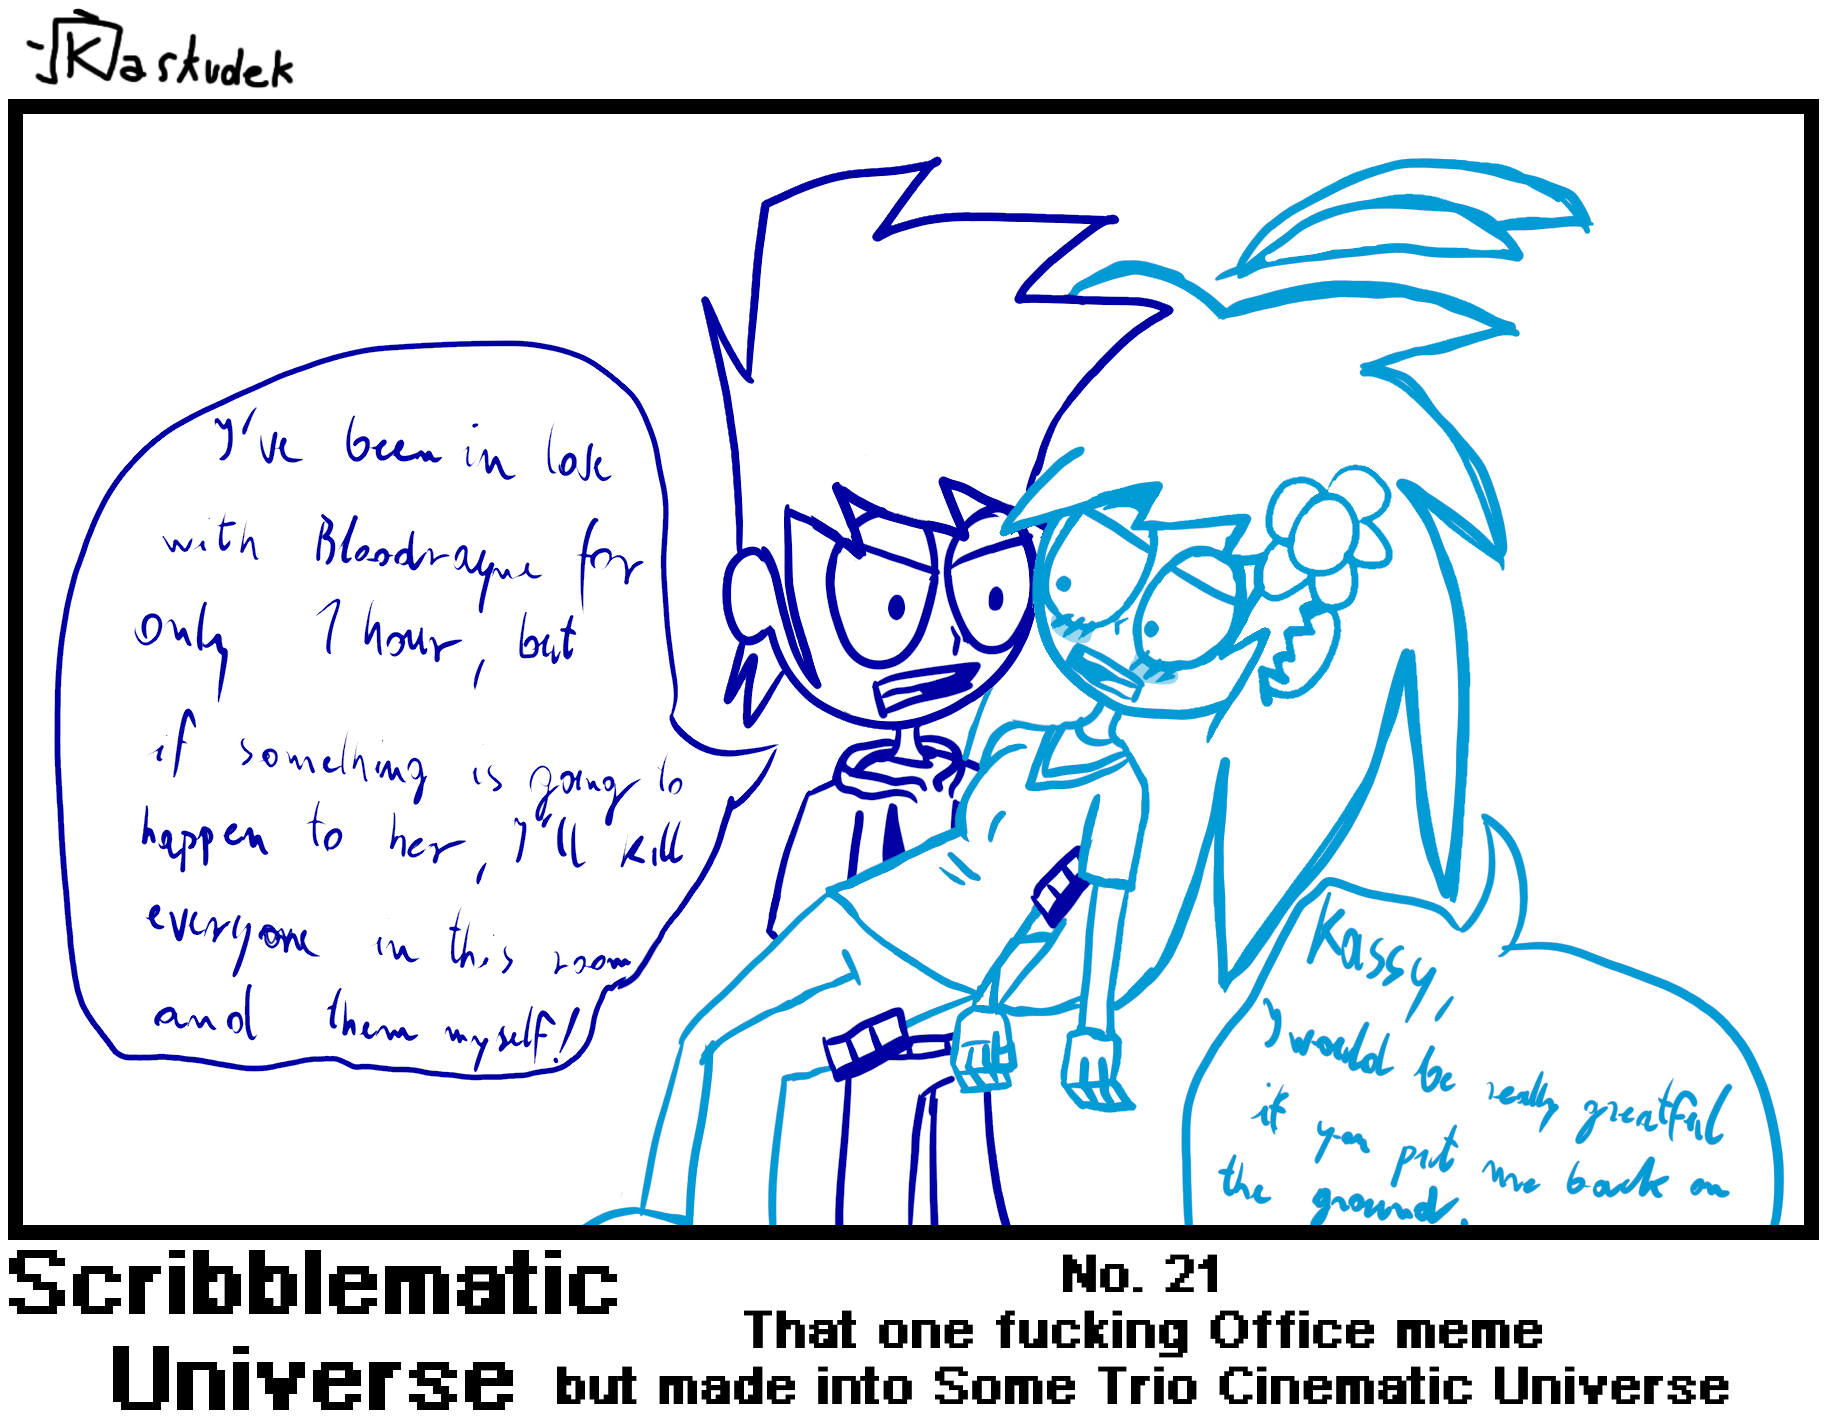 Kaskudek
I've been in love
with Bloodrayne for
only 1 hour, but
if something is going to
happen to her, I'll kill
everyone in this room
and them myself!
Kassy,
I would be really greatful
if you put me back on
the ground.
Scribblematic
Universe
No. 21
That one fucking Office meme
but made into Some Trio Cinematic Universe